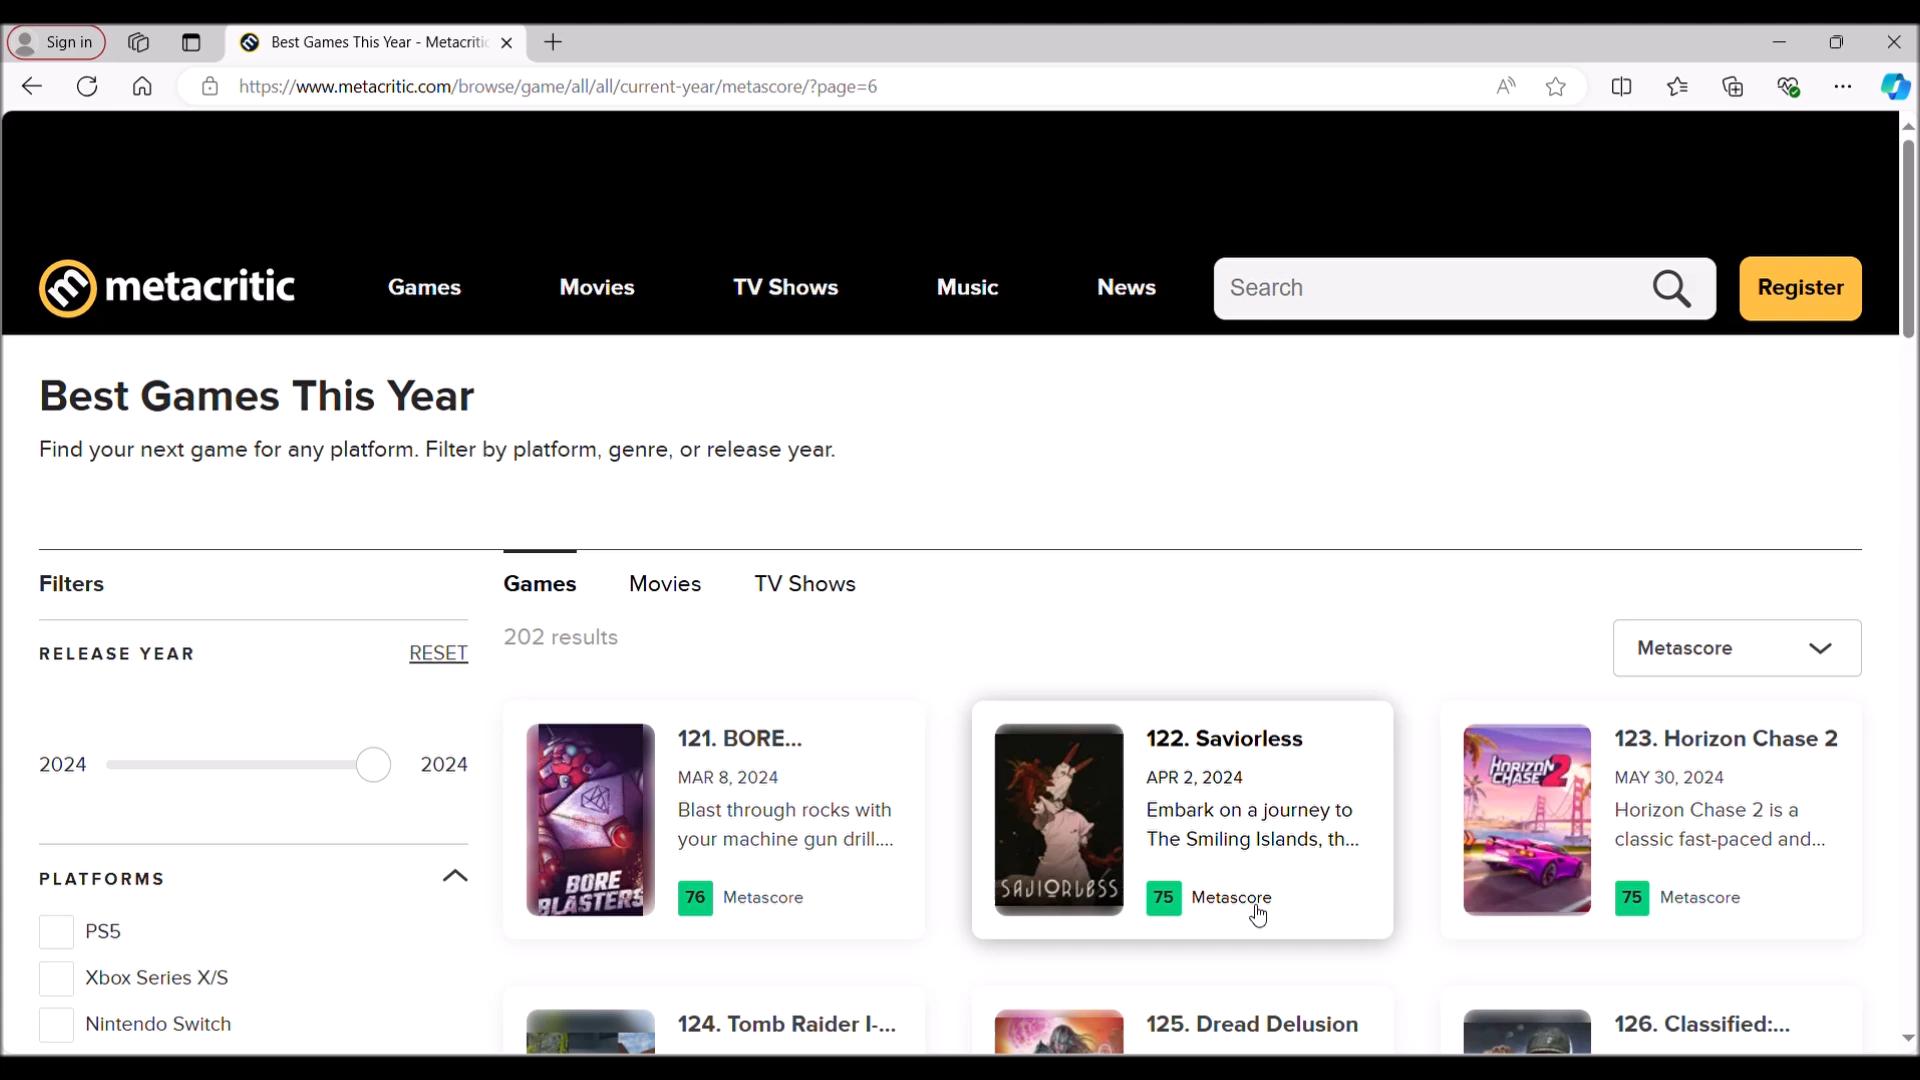 Sign in
Best Games This Year - Metacritic
https://www.metacritic.com/browse/game/all/all/current-year/metascore/?page=6
metacritic
Games
Movies
TV Shows
Music
News
Search
Register
Best Games This Year
Find your next game for any platform. Filter by platform, genre, or release year.
Filters
Games
Movies
TV Shows
202 results
RELEASE YEAR
RESET
Metascore
2024
2024
PLATFORMS
PS5
Xbox Series X/S
Nintendo Switch
BORE
BLASTERS
121. BORE...
MAR 8, 2024
Blast through rocks with
your machine gun drill....
76 Metascore
SAVIORLESS
122. Saviorless
APR 2, 2024
Embark on a journey to
The Smiling Islands, th...
75 Metascore
HORIZON
CHASE 2
123. Horizon Chase 2
MAY 30, 2024
Horizon Chase 2 is a
classic fast-paced and...
75 Metascore
124. Tomb Raider I-...
125. Dread Delusion
126. Classified:...